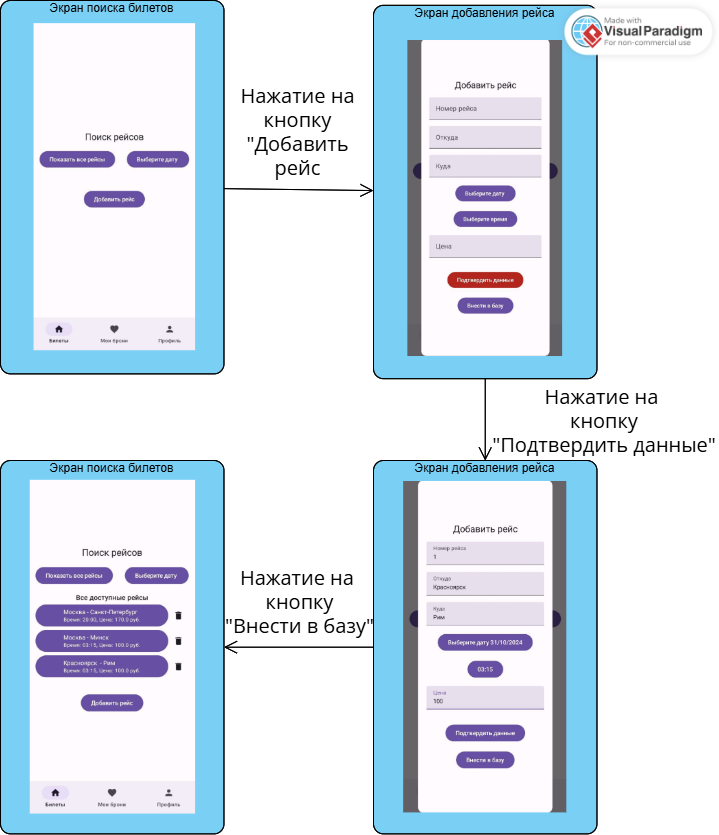 Экран поиска билетов
Поиск рейсов
Показать все рейсы
Выберите дату
Добавить рейс
Билеты
Мои брони
Профиль
Нажатие на
кнопку
"Добавить
рейс
Экран добавления рейса
Made with
Visual Paradigm
For non-commercial use
Добавить рейс
Номер рейса
Откуда
Куда
Выберите дату
Выберите время
Цена
Подтвердить данные
Внести в базу
Нажатие на
кнопку
"Подтвердить данные"
Экран добавления рейса
Добавить рейс
Номер рейса
1
Откуда
Красноярск
Куда
Рим
Выберите дату 31/10/2024
03:15
Цена
100
Подтвердить данные
Внести в базу
Нажатие на
кнопку
"Внести в базу"
Экран поиска билетов
Поиск рейсов
Показать все рейсы
Выберите дату
Все доступные рейсы
Москва - Санкт-Петербург
Время: 20:00, Цена: 170.0 руб.
Москва - Минск
Время: 03:15, Цена: 100.0 руб.
Красноярск - Рим
Время: 03:15, Цена: 100.0 руб.
Добавить рейс
Билеты
Мои брони
Профиль